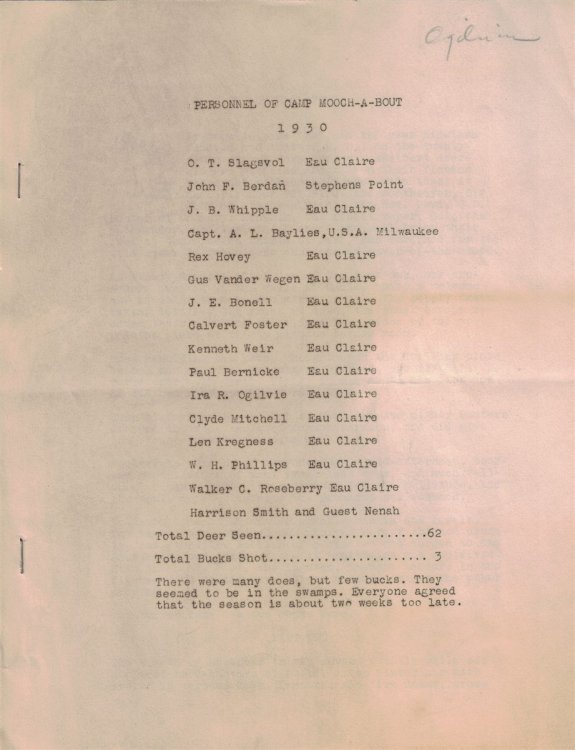 PERSONNEL OF CAMP MOOCH-A-BOUT
1930
O. T. Slagsvol Eau Claire
John F. Berdan Stephens Point
J. B. Whipple Eau Claire
Capt. A. L. Baylies,U.S.A. Milwaukee
Rex Hovey Eau Claire
Gus Vander Wegen Eau Claire
J. E. Bonell Eau Claire
Calvert Foster Eau Claire
Kenneth Weir Eau Claire
Paul Bernicke Eau Claire
Ira R. Ogilvie Eau Claire
Clyde Mitchell Eau Claire
Len Kregness Eau Claire
W. H. Phillips Eau Claire
Walker C. Roseberry Eau Claire
Harrison Smith and Guest Nenah
Total Deer Seen........................62
Total Bucks Shot....................... 3
There were many does, but few bucks. They
seemed to be in the swamps. Everyone agreed
that the season is about two weeks too late.